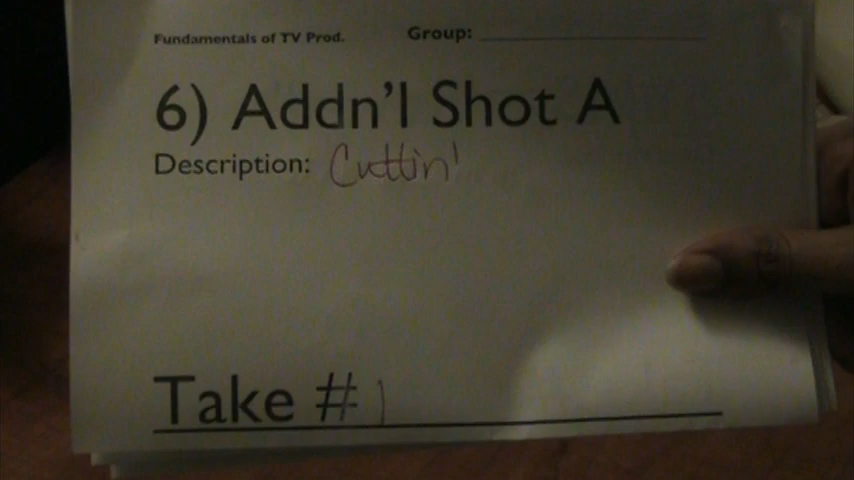 Fundamentals of TV Prod. Group:
6) Addn'l Shot A
Description: Cuttin'
Take # 1